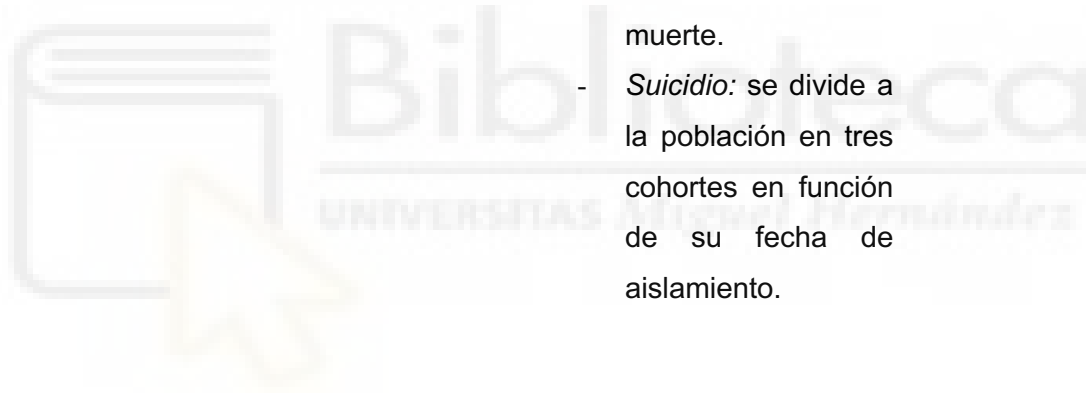 muerte.
- Suicidio: se divide a
la población en tres
cohortes en función
de su fecha de
aislamiento.
Biblioteca
UNIVERSITAS Miguel Hernández